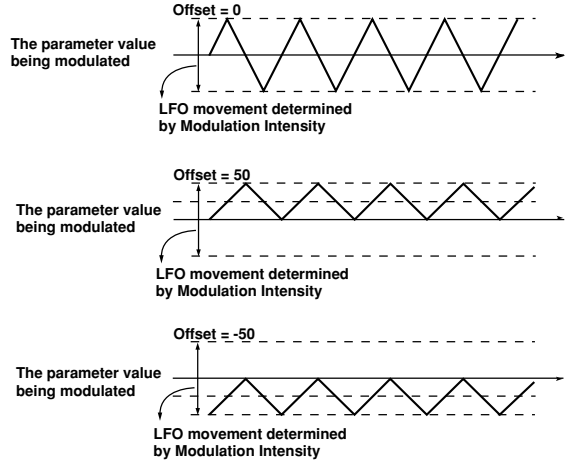 Offset = 0
The parameter value
being modulated
LFO movement determined
by Modulation Intensity
Offset = 50
The parameter value
being modulated
LFO movement determined
by Modulation Intensity
Offset = -50
The parameter value
being modulated
LFO movement determined
by Modulation Intensity